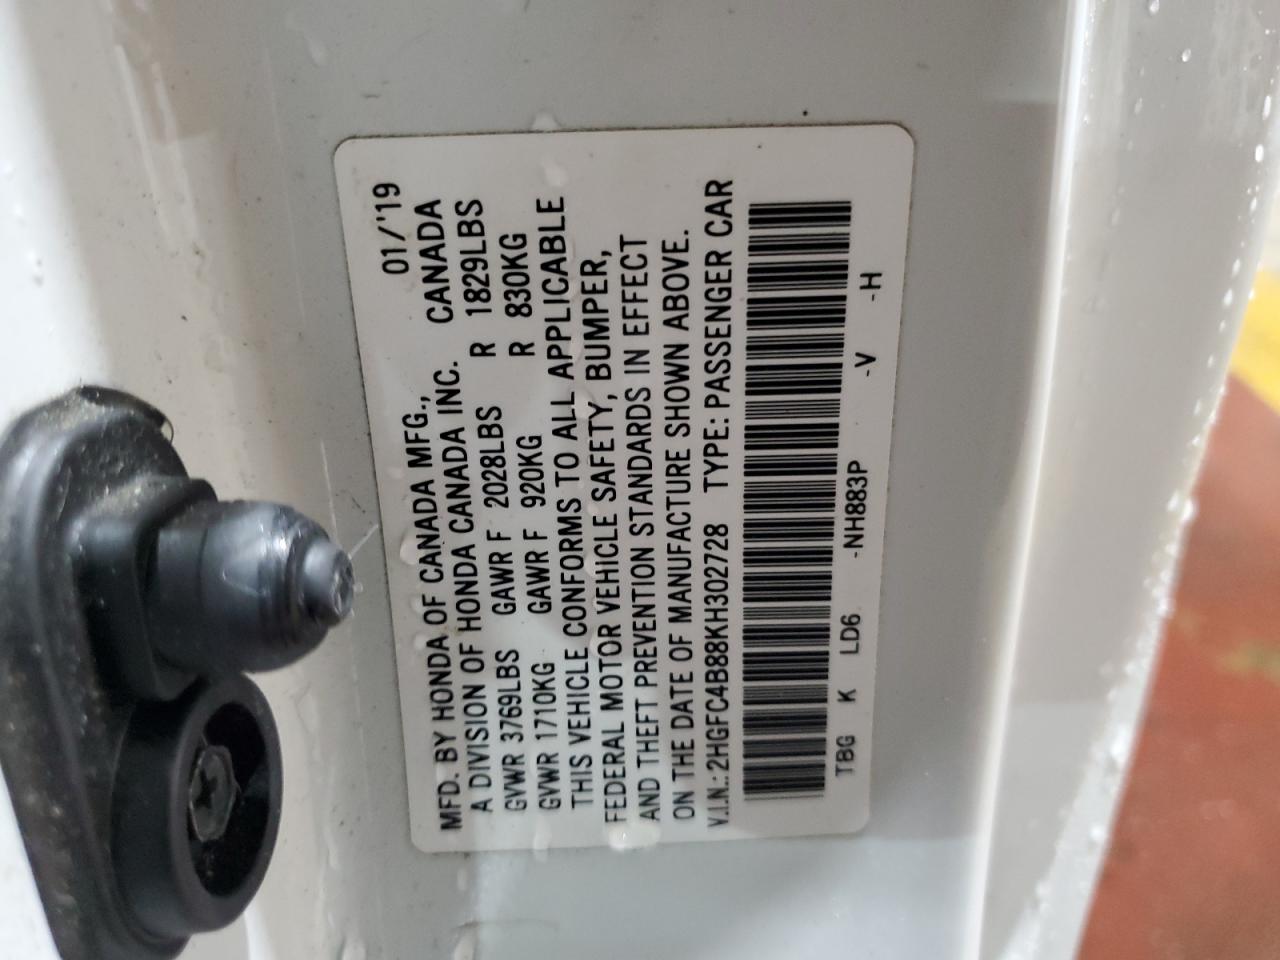 01/'19
MFD. BY HONDA OF CANADA MFG., CANADA
A DIVISION OF HONDA CANADA INC.
GVWR 3769LBS GAWR F 2028LBS R 1829LBS
GVWR 1710KG GAWR F 920KG R 830KG
THIS VEHICLE CONFORMS TO ALL APPLICABLE
FEDERAL MOTOR VEHICLE SAFETY, BUMPER,
AND THEFT PREVENTION STANDARDS IN EFFECT
ON THE DATE OF MANUFACTURE SHOWN ABOVE.
V.I.N.: 2HGFC4B88KH302728 TYPE: PASSENGER CAR
TBG K LD6 -NH883P -V -H